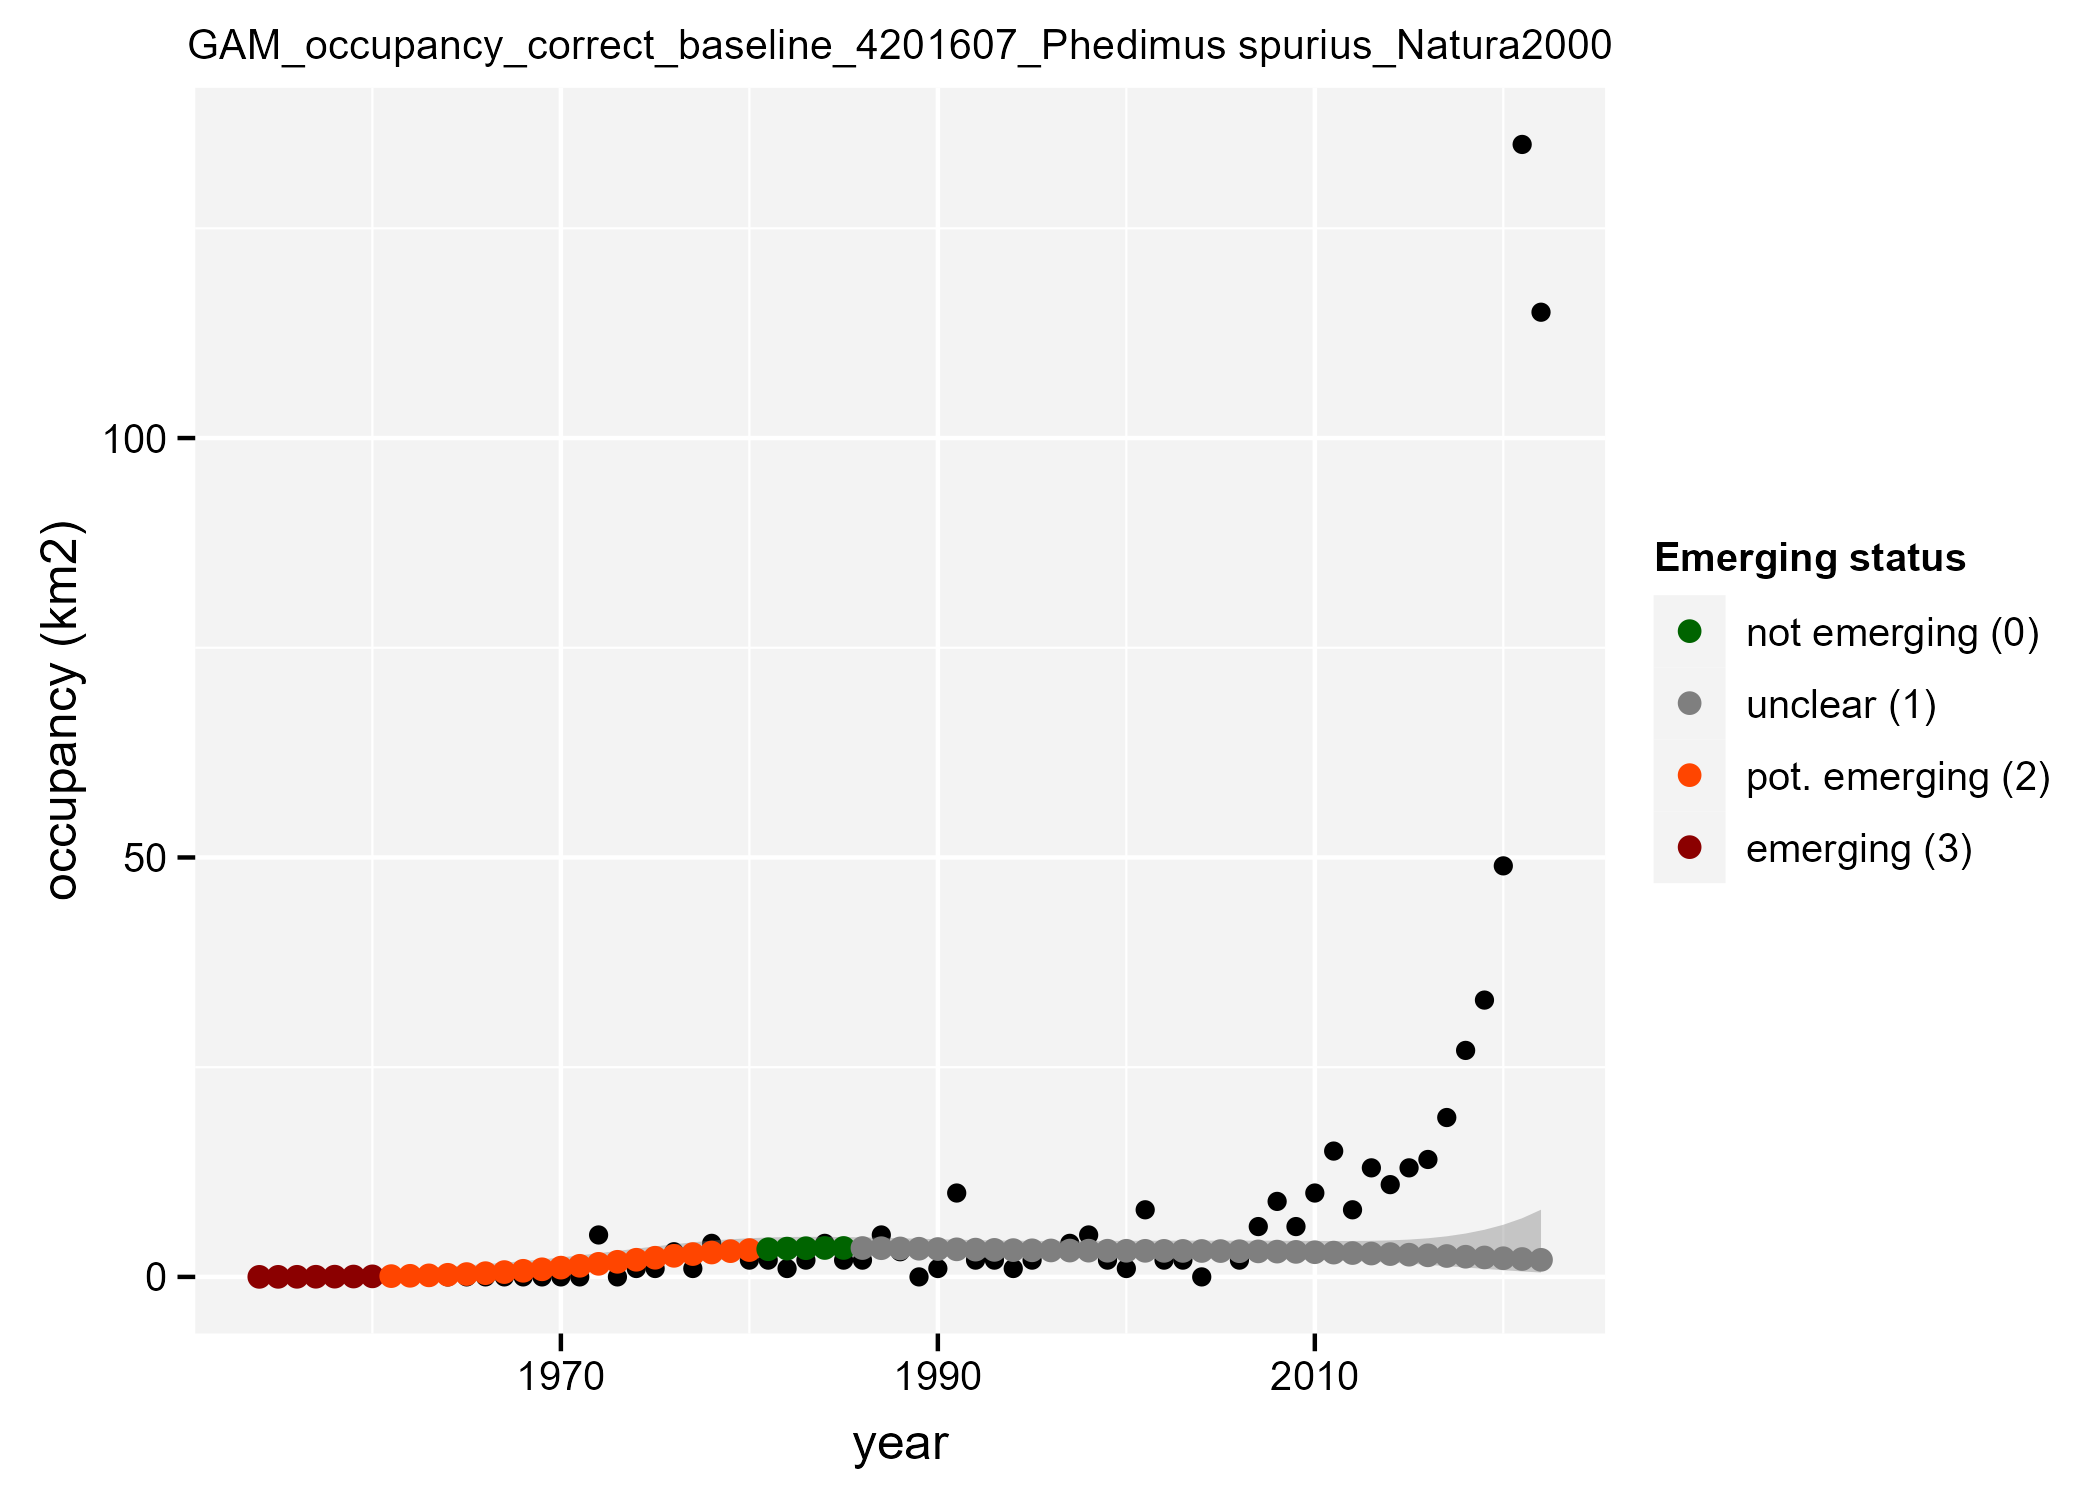 GAM_occupancy_correct_baseline_4201607_Phedimus spurius_Natura2000
occupancy (km2)
100
50
0
1970
1990
2010
year
Emerging status
not emerging (0)
unclear (1)
pot. emerging (2)
emerging (3)